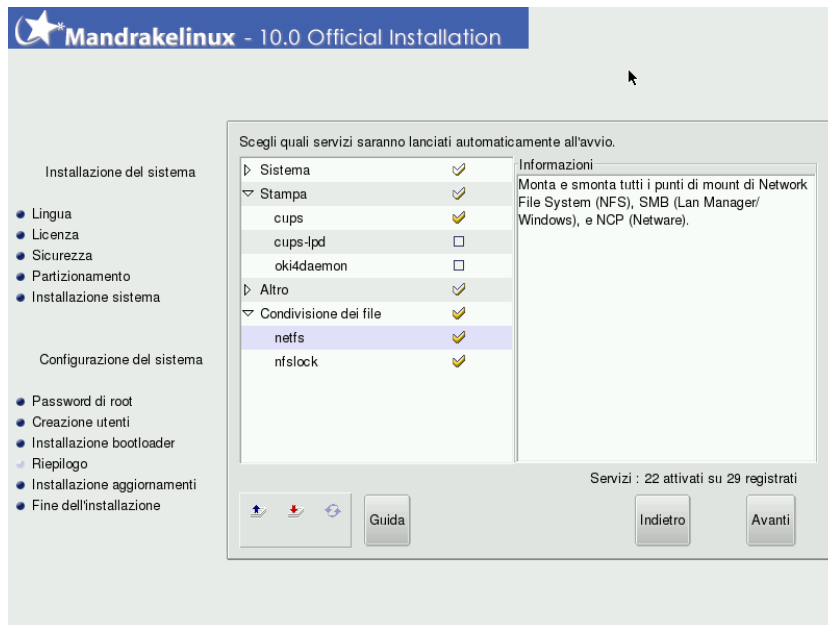 Mandrakelinux - 10.0 Official Installation
Installazione del sistema
Lingua
Licenza
Sicurezza
Partizionamento
Installazione sistema
Configurazione del sistema
Password di root
Creazione utenti
Installazione bootloader
Riepilogo
Installazione aggiornamenti
Fine dell'installazione
Scegli quali servizi saranno lanciati automaticamente all'avvio.
Sistema
Stampa
cups
cups-lpd
oki4daemon
Altro
Condivisione dei file
netfs
nfslock
Informazioni
Monta e smonta tutti i punti di mount di Network
File System (NFS), SMB (Lan Manager/
Windows), e NCP (Netware).
Servizi : 22 attivati su 29 registrati
Guida
Indietro
Avanti